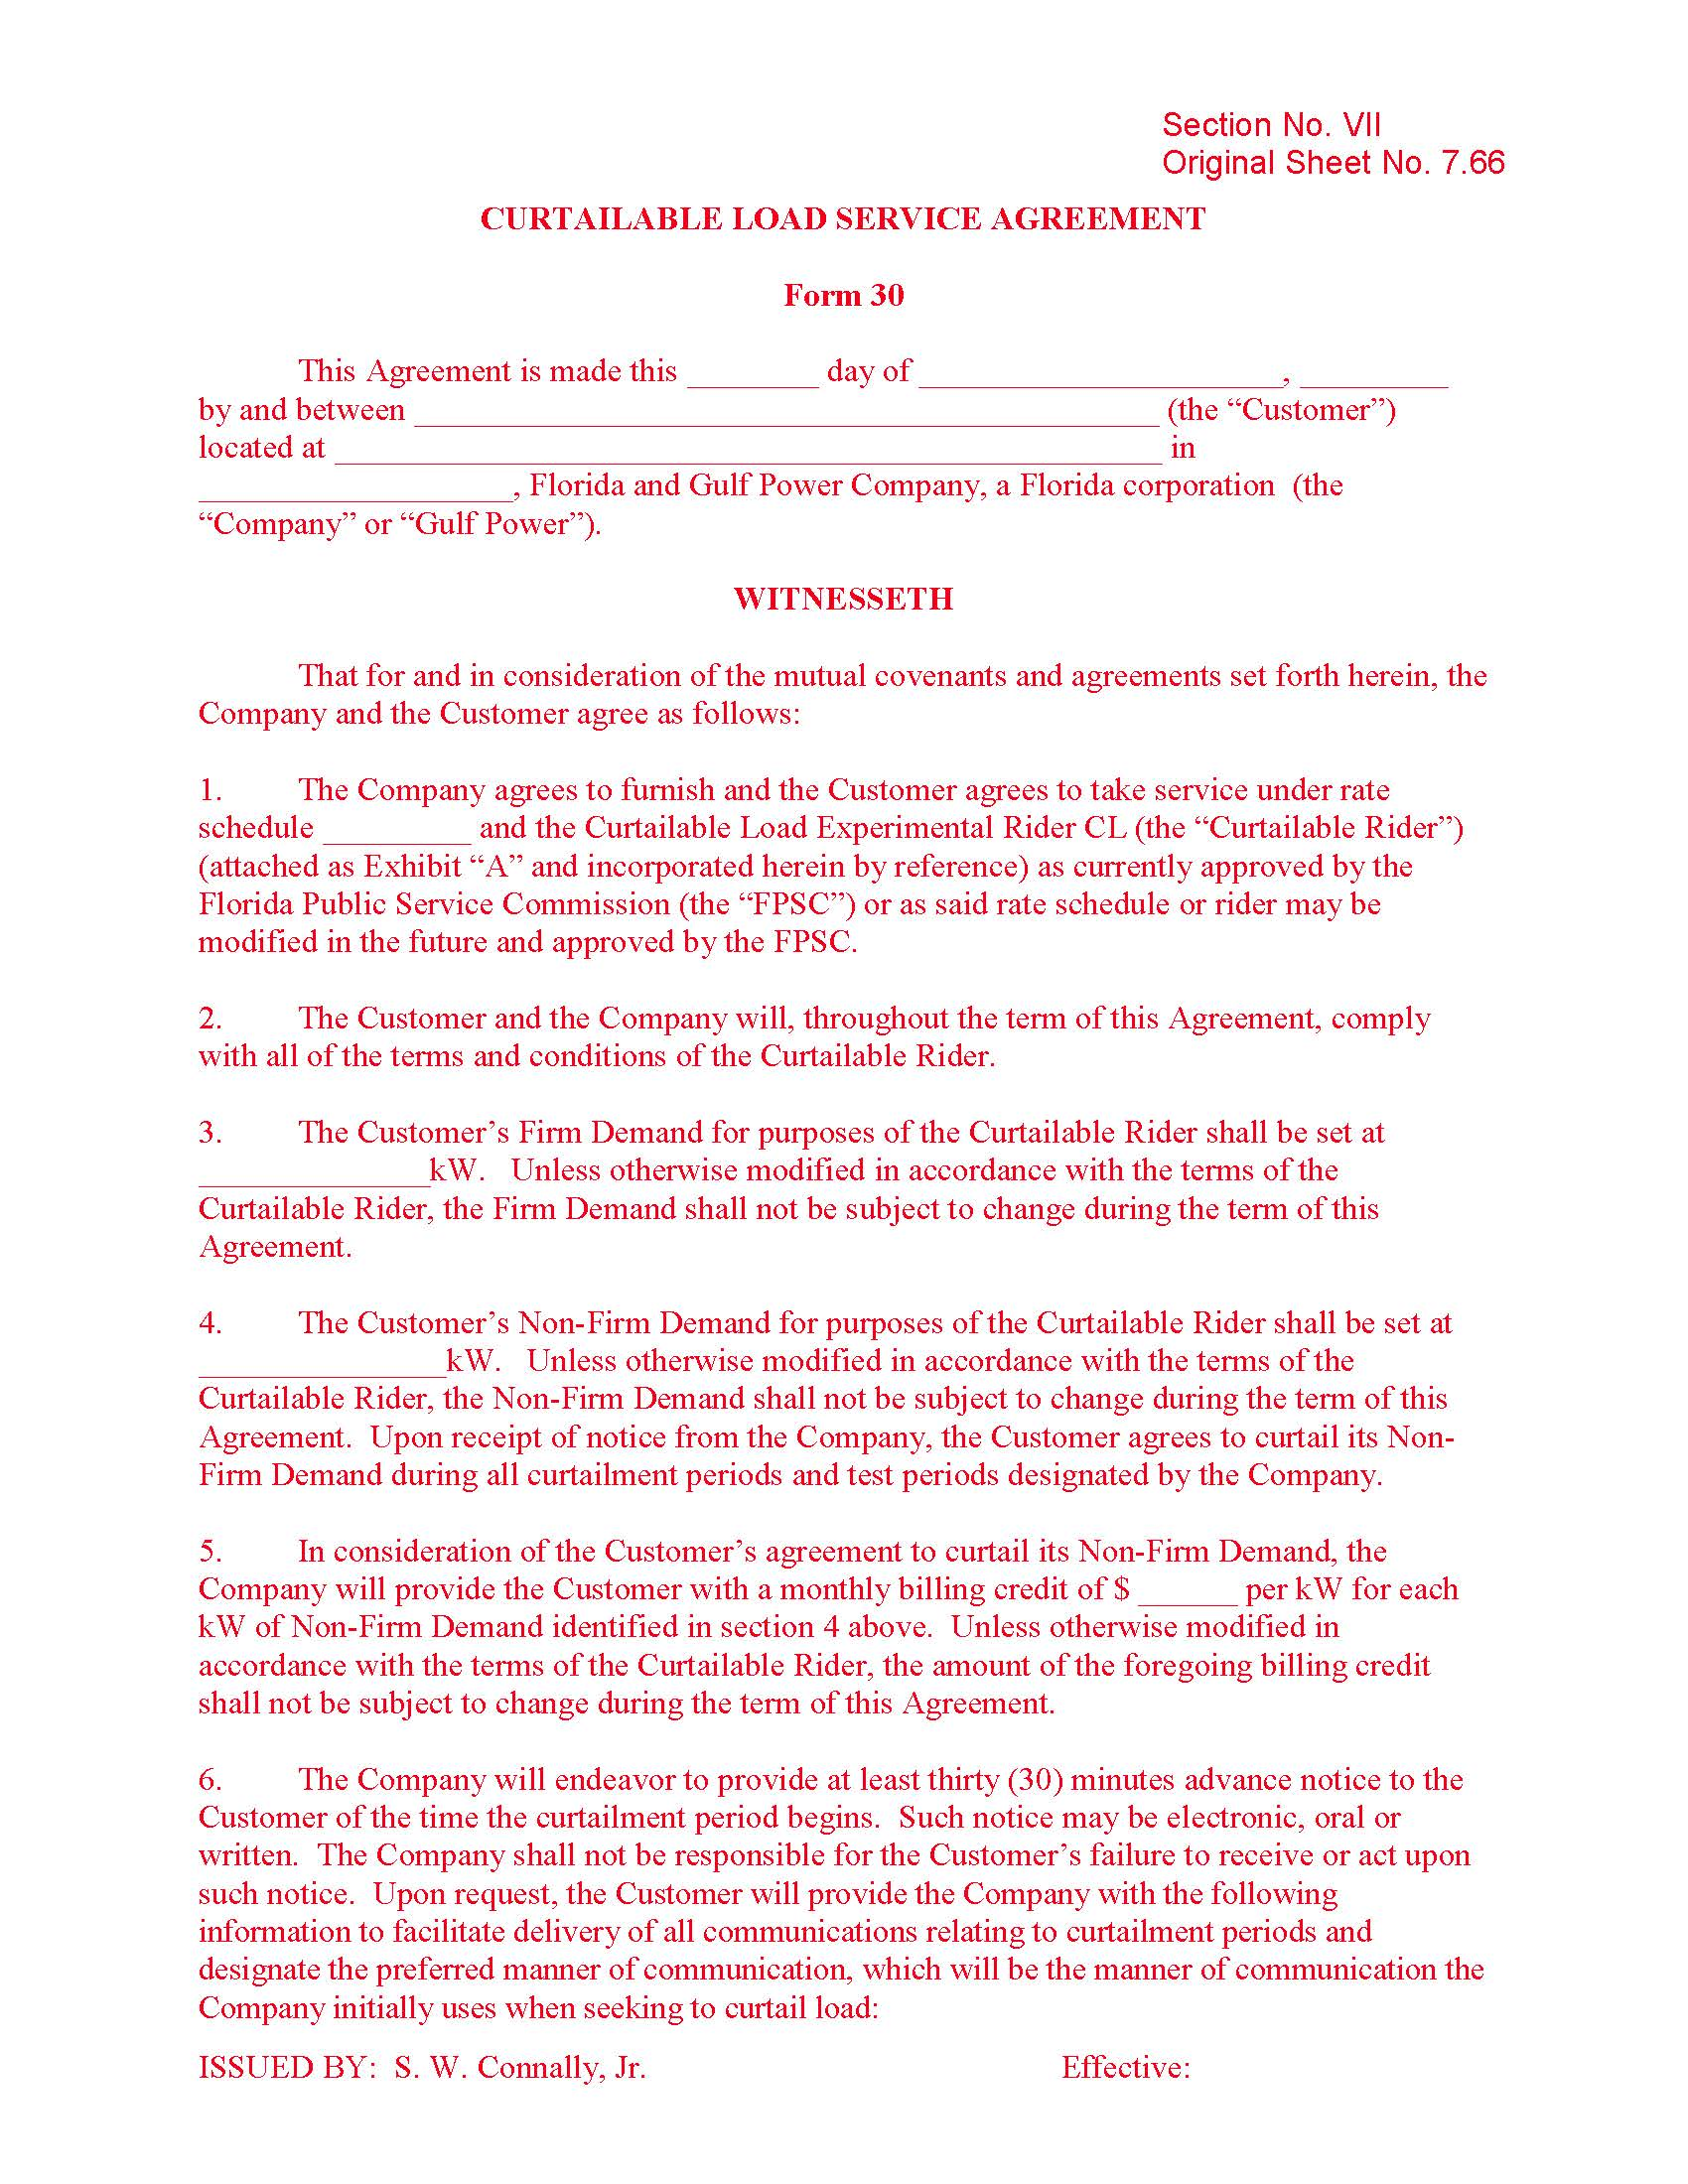 Section No. VII
Original Sheet No. 7.66
CURTAILABLE LOAD SERVICE AGREEMENT
Form 30
This Agreement is made this ________ day of ______________________, _________
by and between _____________________________________________ (the “Customer”)
located at __________________________________________________ in
___________________, Florida and Gulf Power Company, a Florida corporation (the
“Company” or “Gulf Power”).
WITNESSETH
That for and in consideration of the mutual covenants and agreements set forth herein, the
Company and the Customer agree as follows:
1. The Company agrees to furnish and the Customer agrees to take service under rate
schedule _________ and the Curtailable Load Experimental Rider CL (the “Curtailable Rider”)
(attached as Exhibit “A” and incorporated herein by reference) as currently approved by the
Florida Public Service Commission (the “FPSC”) or as said rate schedule or rider may be
modified in the future and approved by the FPSC.
2. The Customer and the Company will, throughout the term of this Agreement, comply
with all of the terms and conditions of the Curtailable Rider.
3. The Customer’s Firm Demand for purposes of the Curtailable Rider shall be set at
______________kW. Unless otherwise modified in accordance with the terms of the
Curtailable Rider, the Firm Demand shall not be subject to change during the term of this
Agreement.
4. The Customer’s Non-Firm Demand for purposes of the Curtailable Rider shall be set at
_______________kW. Unless otherwise modified in accordance with the terms of the
Curtailable Rider, the Non-Firm Demand shall not be subject to change during the term of this
Agreement. Upon receipt of notice from the Company, the Customer agrees to curtail its Non-
Firm Demand during all curtailment periods and test periods designated by the Company.
5. In consideration of the Customer’s agreement to curtail its Non-Firm Demand, the
Company will provide the Customer with a monthly billing credit of $ ______ per kW for each
kW of Non-Firm Demand identified in section 4 above. Unless otherwise modified in
accordance with the terms of the Curtailable Rider, the amount of the foregoing billing credit
shall not be subject to change during the term of this Agreement.
6. The Company will endeavor to provide at least thirty (30) minutes advance notice to the
Customer of the time the curtailment period begins. Such notice may be electronic, oral or
written. The Company shall not be responsible for the Customer’s failure to receive or act upon
such notice. Upon request, the Customer will provide the Company with the following
information to facilitate delivery of all communications relating to curtailment periods and
designate the preferred manner of communication, which will be the manner of communication the
Company initially uses when seeking to curtail load:
ISSUED BY: S. W. Connally, Jr. Effective: